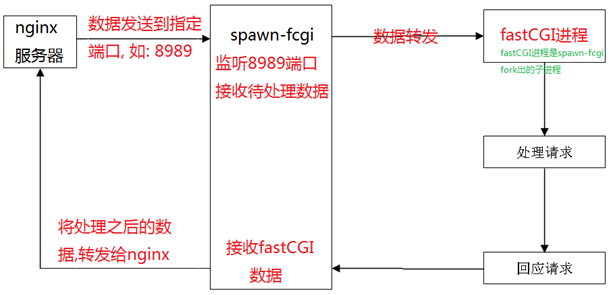 nginx
服务器
数据发送到指定
端口, 如: 8989
spawn-fcgi
监听8989端口
接收待处理数据
数据转发
fastCGI进程
fastCGI进程是spawn-fcgi
fork出的子进程
处理请求
回应请求
接收fastCGI
数据
将处理之后的数
据,转发给nginx